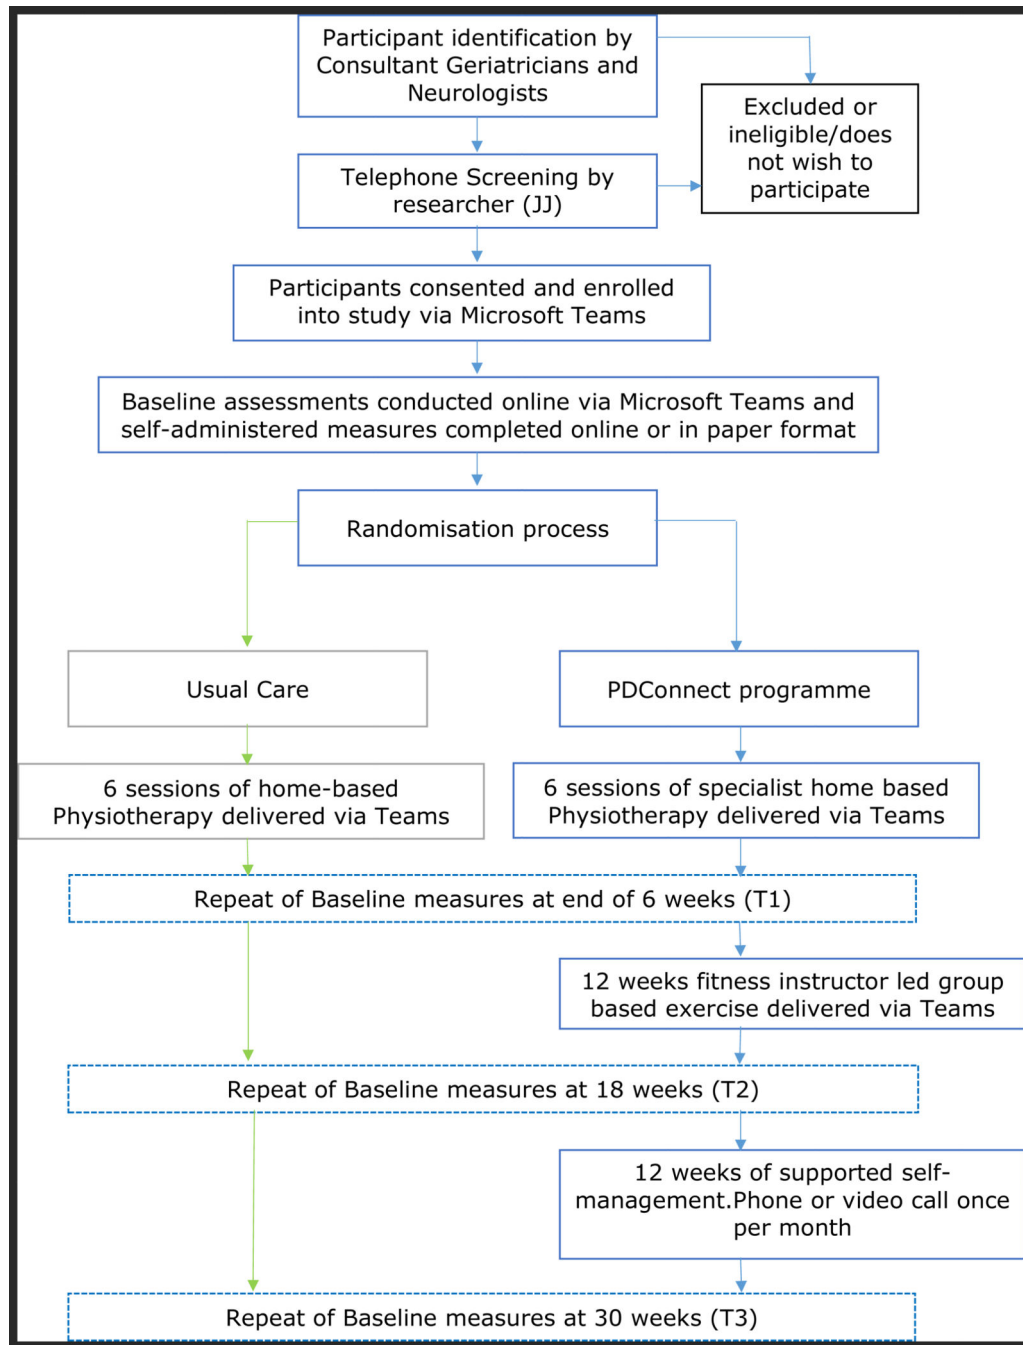 Participant identification by
Consultant Geriatricians and
Neurologists
Excluded or
ineligible/does
not wish to
participate
Telephone Screening by
researcher (JJ)
Participants consented and enrolled
into study via Microsoft Teams
Baseline assessments conducted online via Microsoft Teams and
self-administered measures completed online or in paper format
Randomisation process
Usual Care
PDConnect programme
6 sessions of home-based
Physiotherapy delivered via Teams
6 sessions of specialist home based
Physiotherapy delivered via Teams
Repeat of Baseline measures at end of 6 weeks (T1)
12 weeks fitness instructor led group
based exercise delivered via Teams
Repeat of Baseline measures at 18 weeks (T2)
12 weeks of supported self-
management.Phone or video call once
per month
Repeat of Baseline measures at 30 weeks (T3)